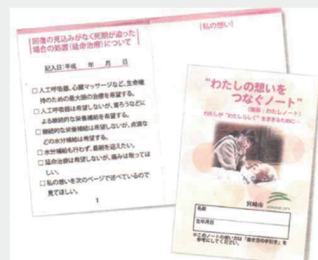 回復の見込みがなく死期が迫った
場合の処置(延命治療)について
記入日:平成　年　月　日
□人工呼吸器、心臓マッサージなど、生命維
持のための最大限の治療を希望する。
□人工呼吸器は希望しないが、胃ろうなどに
よる継続的な栄養補給を希望する。
□継続的な栄養補給は希望しないが、点滴な
どの水分補給は希望する。
□水分補給も行わず、最期を迎えたい。
□延命治療は希望しないが、痛みは取ってほ
しい。
□私の想いを次のページで述べているので
見てほしい。
1
私の想い
"わたしの想いを
つなぐノート"
わたしが"わたしらしく"生ききるために
宮崎市
名前
生年月日